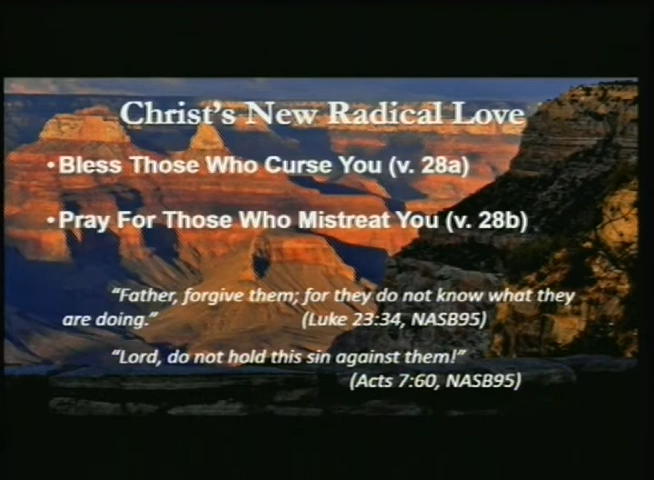 Christ's New Radical Love
•Bless Those Who Curse You (v. 28a)
•Pray For Those Who Mistreat You (v. 28b)
"Father, forgive them; for they do not know what they
are doing." (Luke 23:34, NASB95)
"Lord, do not hold this sin against them!"
(Acts 7:60, NASB95)